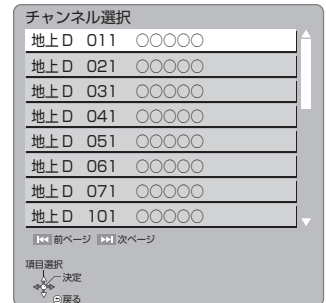 チャンネル選択
地上D 011 ○○○○○
地上D 021 ○○○○○
地上D 031 ○○○○○
地上D 041 ○○○○○
地上D 051 ○○○○○
地上D 061 ○○○○○
地上D 071 ○○○○○
地上D 101 ○○○○○
前ページ 次ページ
項目選択
決定
戻る